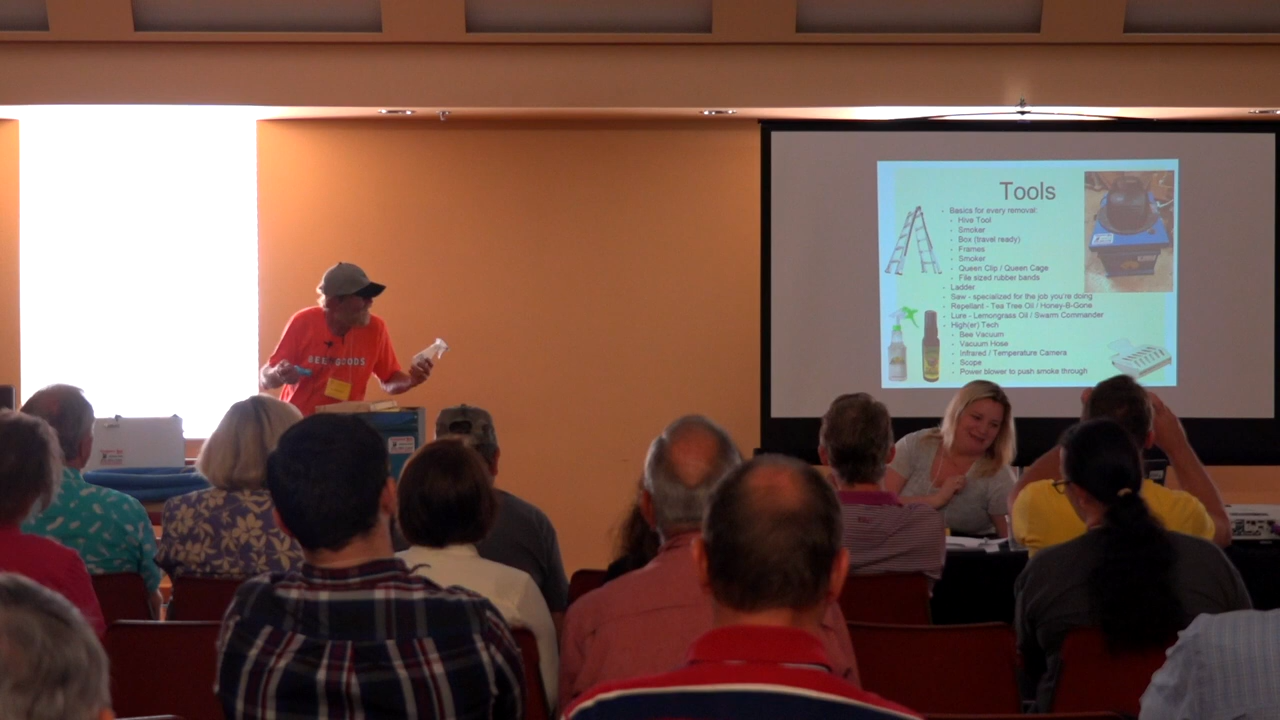 Tools
- Basics for every removal:
- Hive Tool
- Smoker
- Box (travel ready)
- Frames
- Smoker
- Queen Clip / Queen Cage
- File sized rubber bands
- Ladder
- Saw - specialized for the job you're doing
- Repellant - Tea Tree Oil / Honey-B-Gone
- Lure - Lemongrass Oil / Swarm Commander
- High(er) Tech
- Bee Vacuum
- Vacuum Hose
- Infrared / Temperature Camera
- Scope
- Power blower to push smoke through